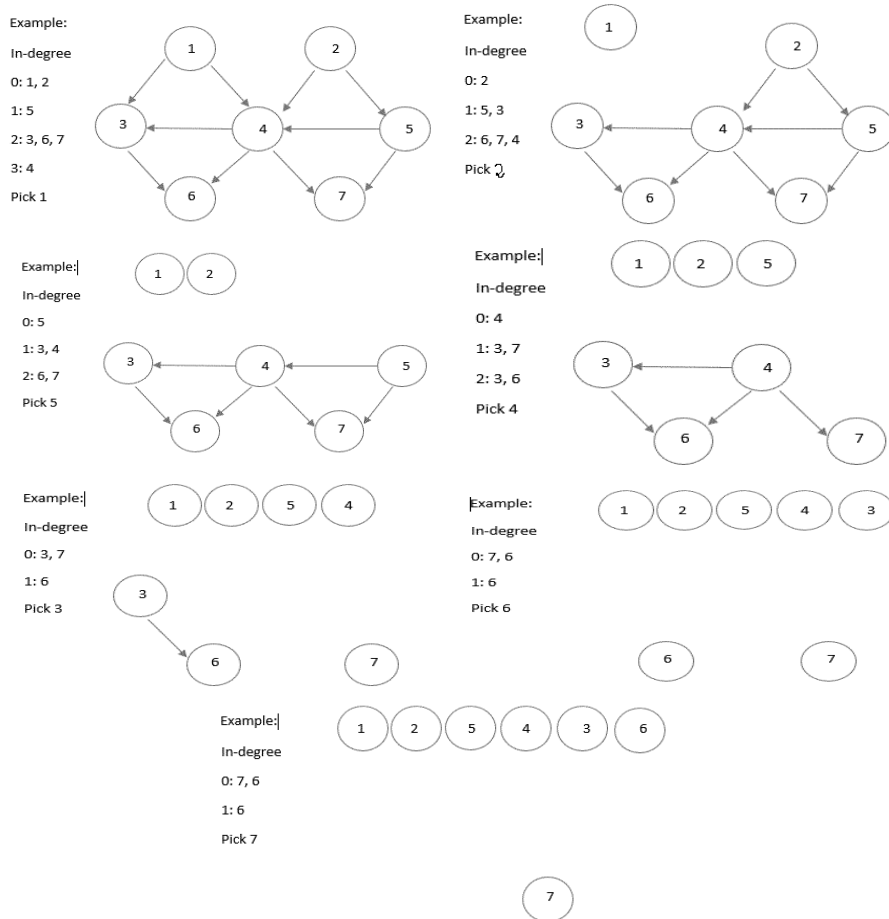 Example:
In-degree
0: 1, 2
1: 5
2: 3, 6, 7
3: 4
Pick 1
1
2
3
4
5
6
7
Example:
In-degree
0: 2
1: 5, 3
2: 6, 7, 4
Pick 2
1
2
3
4
5
6
7
Example:
In-degree
0: 5
1: 3, 4
2: 6, 7
Pick 5
1 2
3 4 5
6 7
Example:
In-degree
0: 4
1: 3, 7
2: 3, 6
Pick 4
1 2 5
3 4
6 7
Example:
In-degree
0: 3, 7
1: 6
Pick 3
1 2 5 4
3
6 7
Example:
In-degree
0: 7, 6
1: 6
Pick 6
1 2 5 4 3
6 7
Example:
In-degree
0: 7, 6
1: 6
Pick 7
1 2 5 4 3 6
7